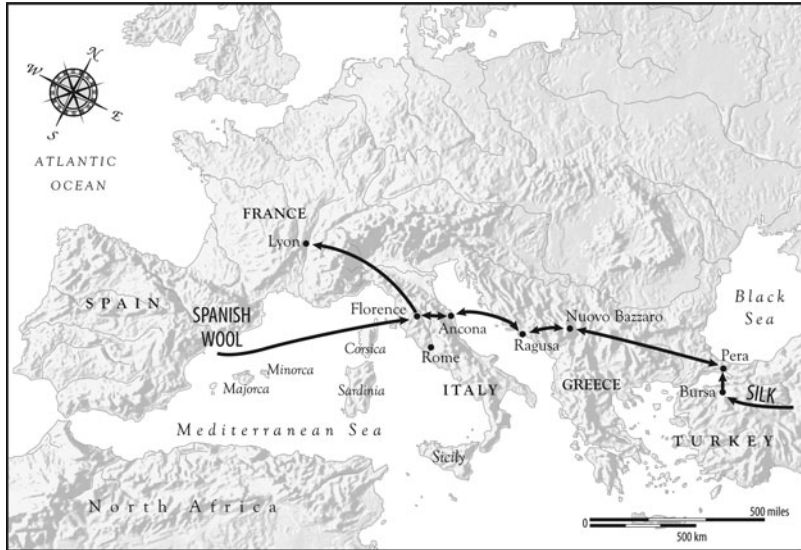 N
W
E
S
ATLANTIC
OCEAN
FRANCE
Lyon
SPAIN
SPANISH
WOOL
Florence
Ancona
Nuovo Bazzaro
Black
Sea
Corsica
Rome
Ragusa
Pera
Minorca
Majorca
Sardinia
ITALY
GREECE
Bursa
SILK
Mediterranean Sea
TURKEY
Sicily
North Africa
0
500 miles
500 km